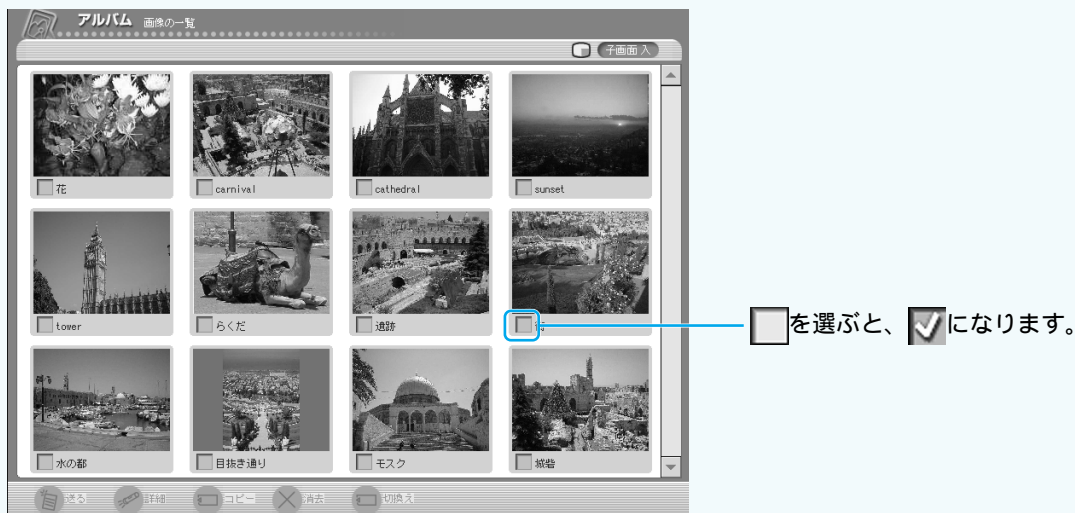 アルバム 画像の一覧
子画面 入
花
carnival
cathedral
sunset
tower
らくだ
遺跡
水の都
目抜き通り
モスク
城砦
送る
詳細
コピー
消去
切換え
を選ぶと、 になります。